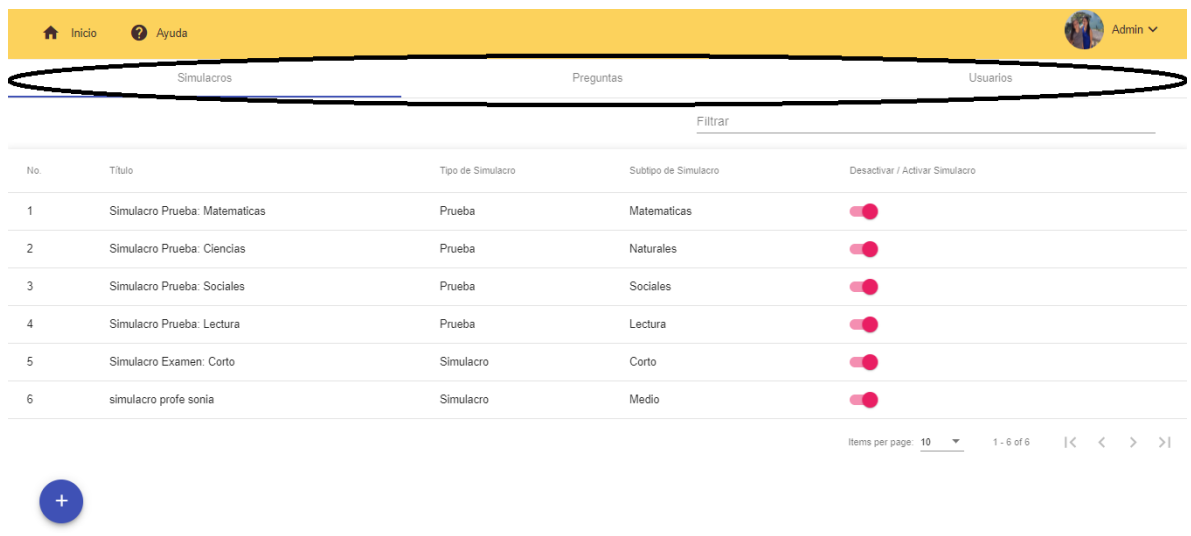 Inicio Ayuda Admin
Simulacros Preguntas Usuarios
Filtrar
No. Título Tipo de Simulacro Subtipo de Simulacro Desactivar / Activar Simulacro
1 Simulacro Prueba: Matematicas Prueba Matematicas
2 Simulacro Prueba: Ciencias Prueba Naturales
3 Simulacro Prueba: Sociales Prueba Sociales
4 Simulacro Prueba: Lectura Prueba Lectura
5 Simulacro Examen: Corto Simulacro Corto
6 simulacro profe sonia Simulacro Medio
Items per page: 10 1 - 6 of 6